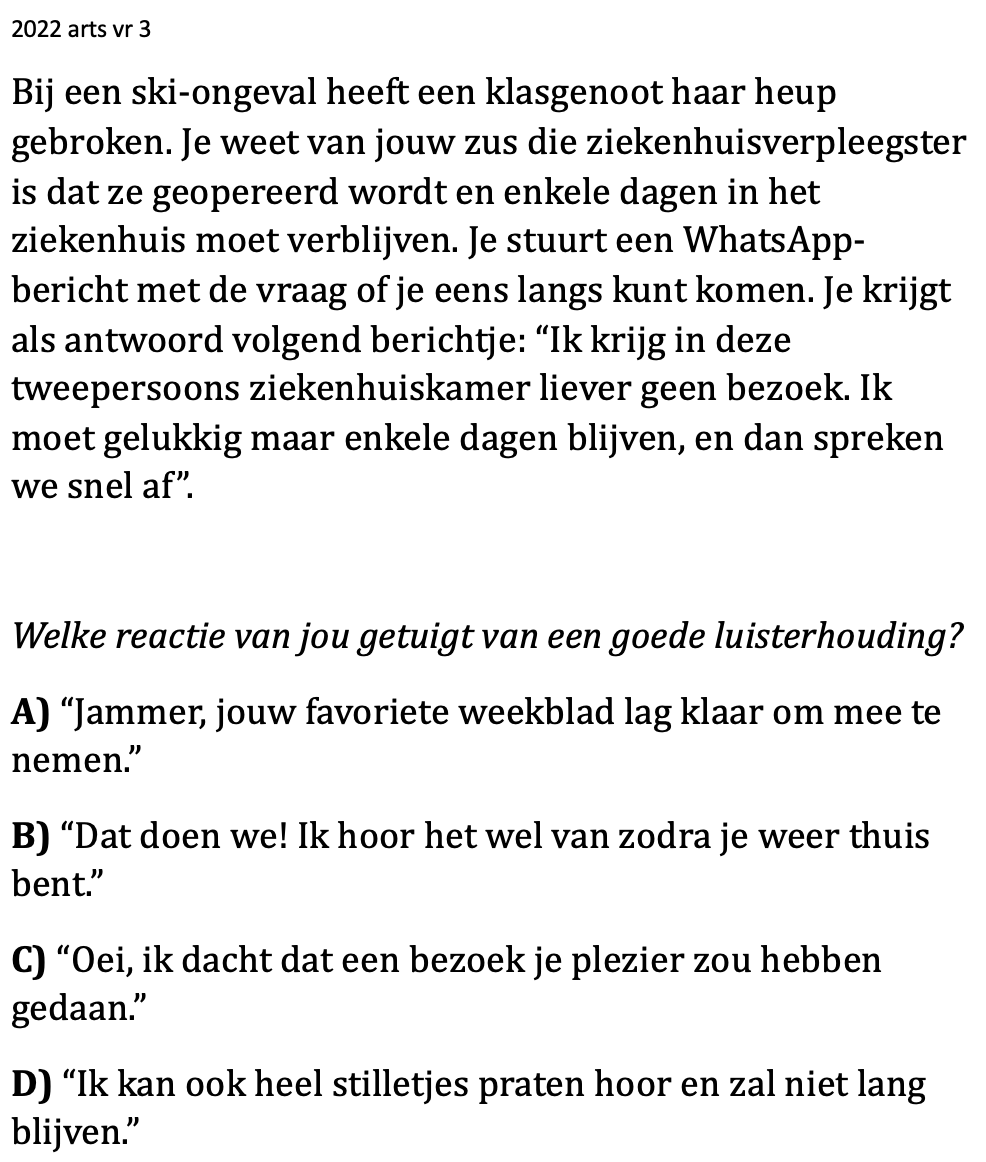 2022 arts vr 3
Bij een ski-ongeval heeft een klasgenoot haar heup
gebroken. Je weet van jouw zus die ziekenhuisverpleegster
is dat ze geopereerd wordt en enkele dagen in het
ziekenhuis moet verblijven. Je stuurt een WhatsApp-
bericht met de vraag of je eens langs kunt komen. Je krijgt
als antwoord volgend berichtje: “Ik krijg in deze
tweepersoons ziekenhuiskamer liever geen bezoek. Ik
moet gelukkig maar enkele dagen blijven, en dan spreken
we snel af”.
Welke reactie van jou getuigt van een goede luisterhouding?
A) “Jammer, jouw favoriete weekblad lag klaar om mee te
nemen.”
B) “Dat doen we! Ik hoor het wel van zodra je weer thuis
bent.”
C) “Oei, ik dacht dat een bezoek je plezier zou hebben
gedaan.”
D) “Ik kan ook heel stilletjes praten hoor en zal niet lang
blijven.”